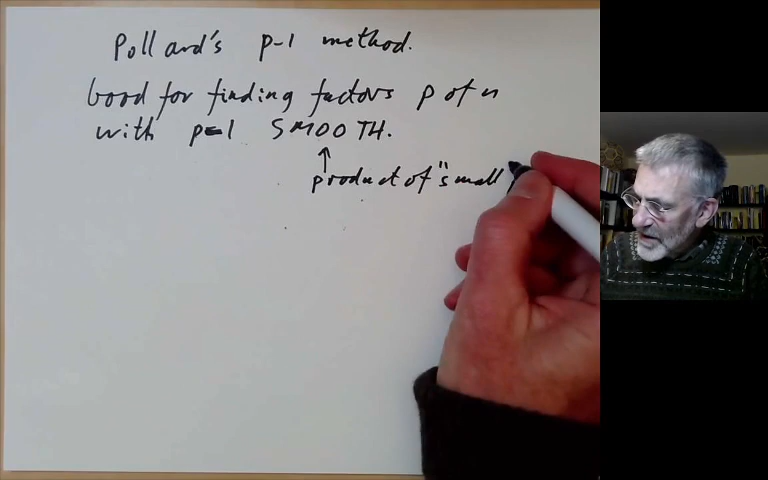 Pollard's p-1 method.
Good for finding factors p of n
with p-1 SMOOTH.
↑
product of "small